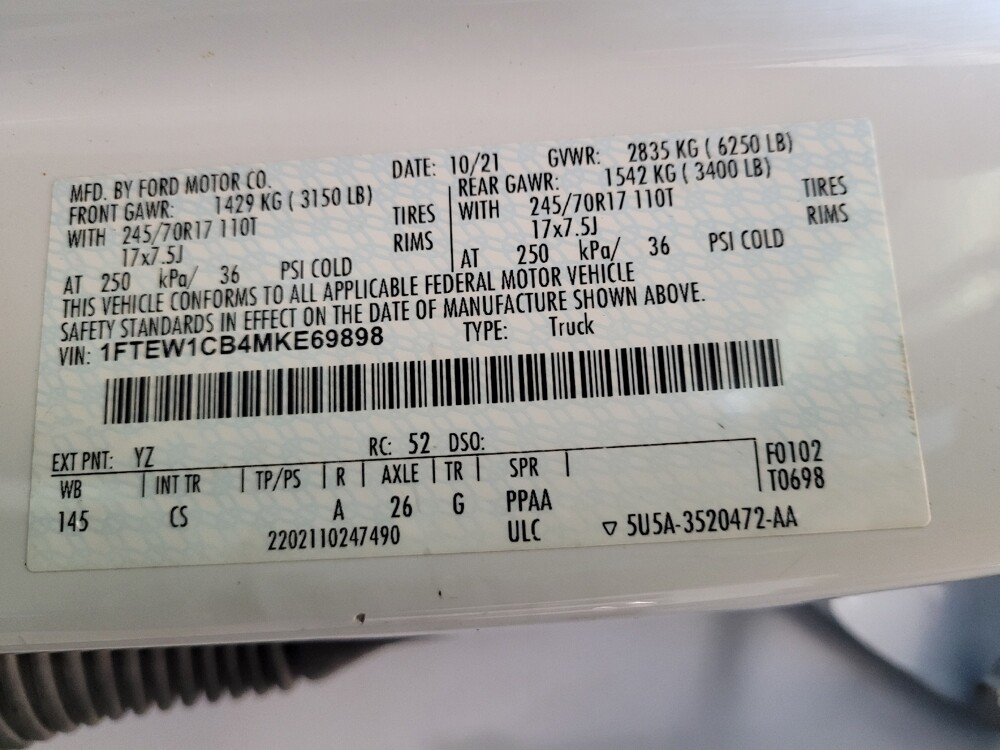 MFD. BY FORD MOTOR CO. DATE: 10/21 GVWR: 2835 KG ( 6250 LB)
FRONT GAWR: 1429 KG ( 3150 LB) REAR GAWR: 1542 KG ( 3400 LB)
WITH 245/70R17 110T TIRES WITH 245/70R17 110T TIRES
17x7.5J RIMS 17x7.5J RIMS
AT 250 kPa/ 36 PSI COLD AT 250 kPa/ 36 PSI COLD
THIS VEHICLE CONFORMS TO ALL APPLICABLE FEDERAL MOTOR VEHICLE
SAFETY STANDARDS IN EFFECT ON THE DATE OF MANUFACTURE SHOWN ABOVE.
VIN: 1FTEW1CB4MKE69898 TYPE: Truck
EXT PNT: YZ RC: 52 DSO:
WB INT TR TP/PS R AXLE TR SPR F0102
145 CS A 26 G PPAA T0698
2202110247490 ULC ▽ 5U5A-3520472-AA